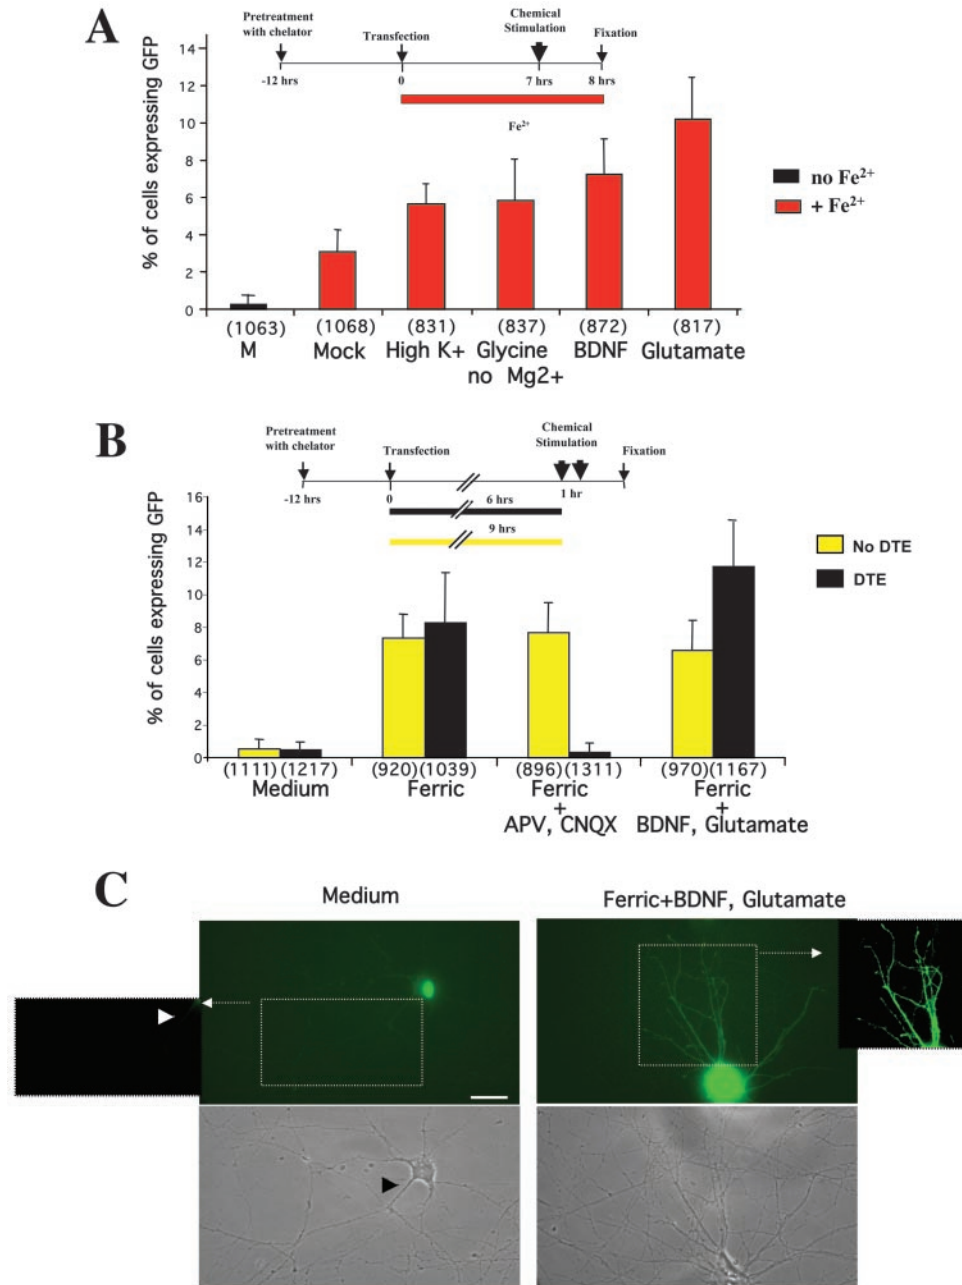 A
Pretreatment
with chelator
Transfection
Chemical
Stimulation
Fixation
-12 hrs
0
7 hrs
8 hrs
Fe2+
% of cells expressing GFP
14
12
10
8
6
4
2
0
no Fe2+
+ Fe2+
(1063) (1068) (831) (837) (872) (817)
M Mock High K+ Glycine BDNF Glutamate
no Mg2+
B
Pretreatment
with chelator
Transfection
Chemical
Stimulation
Fixation
-12 hrs
0
6 hrs
1 hr
9 hrs
% of cells expressing GFP
16
14
12
10
8
6
4
2
0
No DTE
DTE
(1111)(1217) (920)(1039) (896)(1311) (970)(1167)
Medium Ferric Ferric Ferric
+ +
APV, CNQX BDNF, Glutamate
C
Medium
Ferric+BDNF, Glutamate